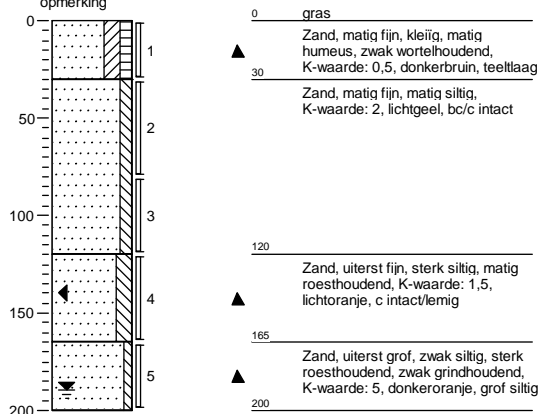 opmerking
0
50
100
150
200
1
2
3
4
5
0
gras
Zand, matig fijn, kleiïg, matig
humeus, zwak wortelhoudend,
K-waarde: 0,5, donkerbruin, teeltlaag
30
Zand, matig fijn, matig siltig,
K-waarde: 2, lichtgeel, bc/c intact
120
Zand, uiterst fijn, sterk siltig, matig
roesthoudend, K-waarde: 1,5,
lichtoranje, c intact/lemig
165
Zand, uiterst grof, zwak siltig, sterk
roesthoudend, zwak grindhoudend,
K-waarde: 5, donkeroranje, grof siltig
200